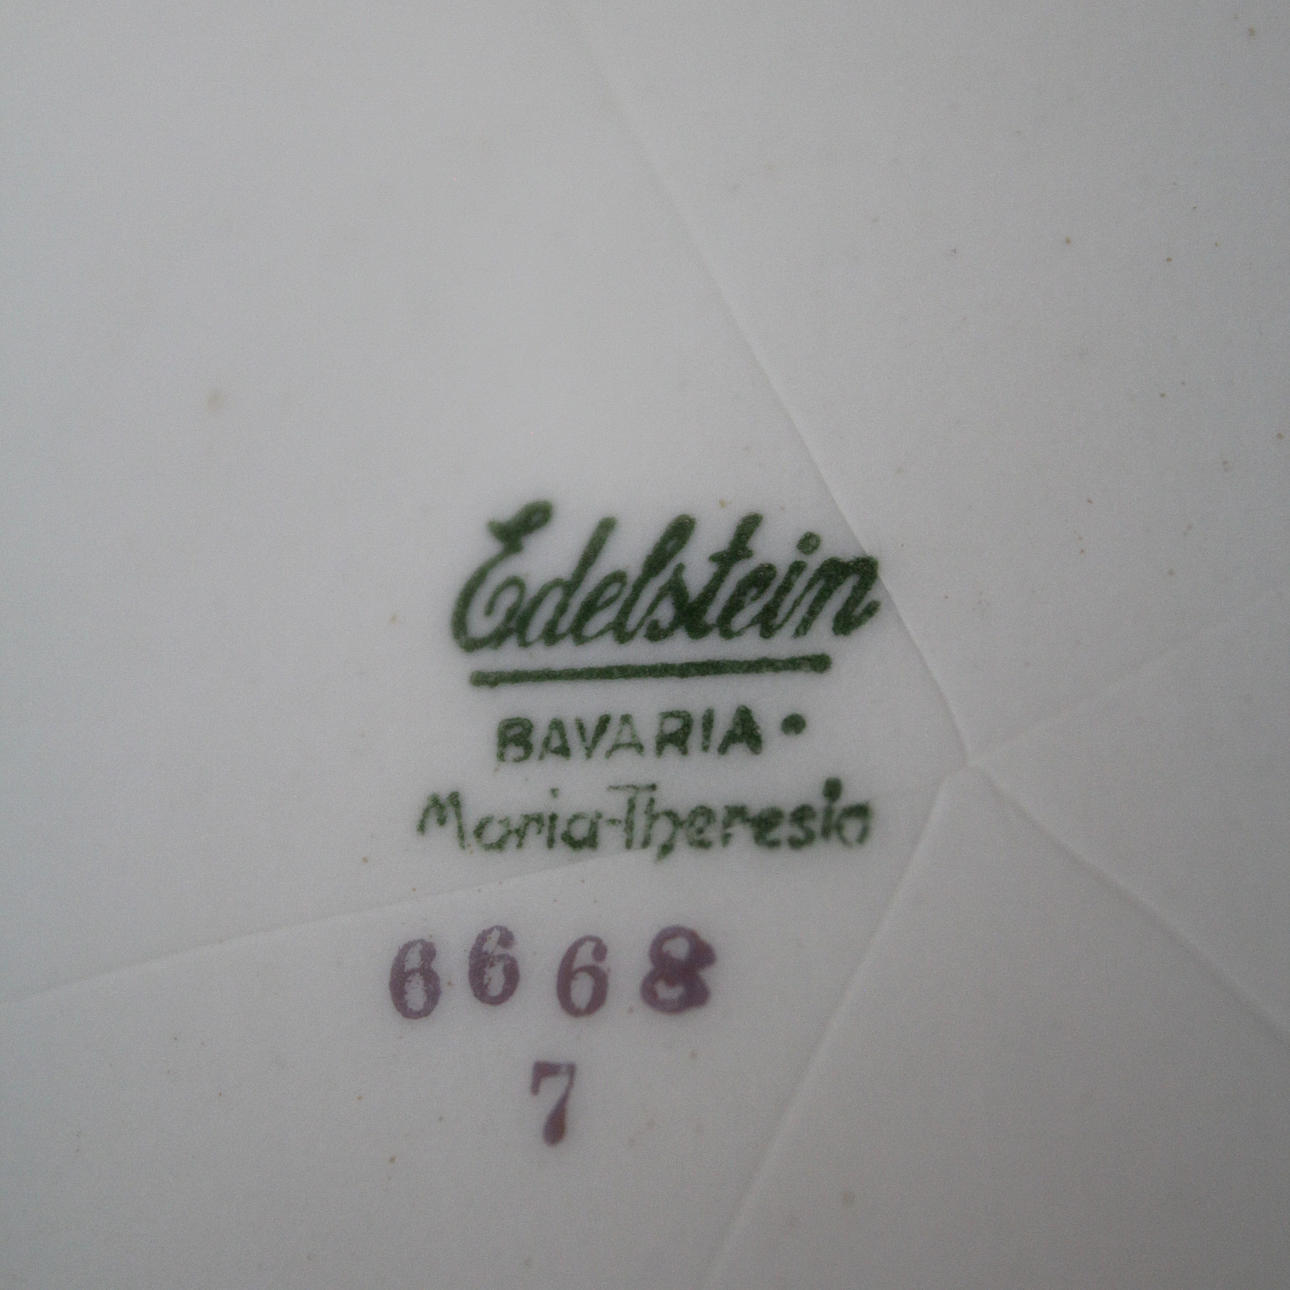 Edelstein
BAVARIA•
Maria-Theresia
6668
7